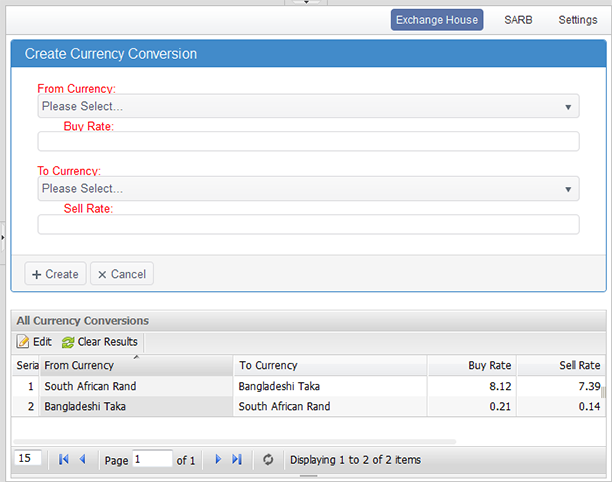 Exchange House SARB Settings
Create Currency Conversion
From Currency:
Please Select...
Buy Rate:
To Currency:
Please Select...
Sell Rate:
+ Create × Cancel
All Currency Conversions
Edit Clear Results
Seria From Currency To Currency Buy Rate Sell Rate
1 South African Rand Bangladeshi Taka 8.12 7.39
2 Bangladeshi Taka South African Rand 0.21 0.14
15 Page 1 of 1 Displaying 1 to 2 of 2 items